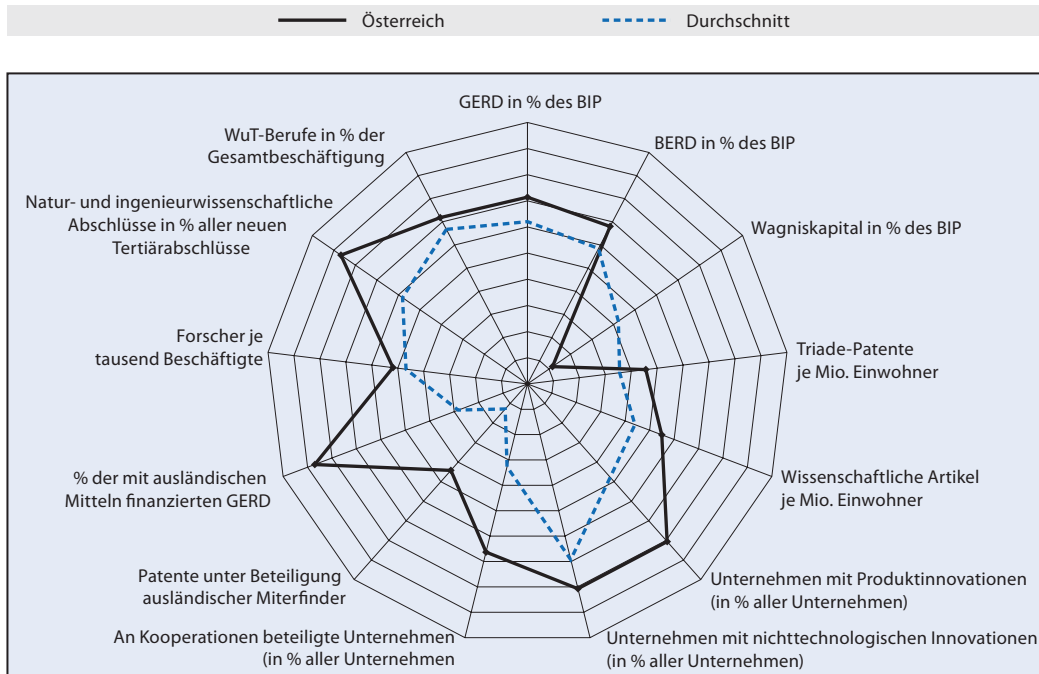 Österreich
Durchschnitt
GERD in % des BIP
WuT-Berufe in % der
Gesamtbeschäftigung
BERD in % des BIP
Natur- und ingenieurwissenschaftliche
Abschlüsse in % aller neuen
Tertiärabschlüsse
Wagniskapital in % des BIP
Forscher je
tausend Beschäftigte
Triade-Patente
je Mio. Einwohner
% der mit ausländischen
Mitteln finanzierten GERD
Wissenschaftliche Artikel
je Mio. Einwohner
Patente unter Beteiligung
ausländischer Miterfinder
Unternehmen mit Produktinnovationen
(in % aller Unternehmen)
An Kooperationen beteiligte Unternehmen
(in % aller Unternehmen
Unternehmen mit nichttechnologischen Innovationen
(in % aller Unternehmen)